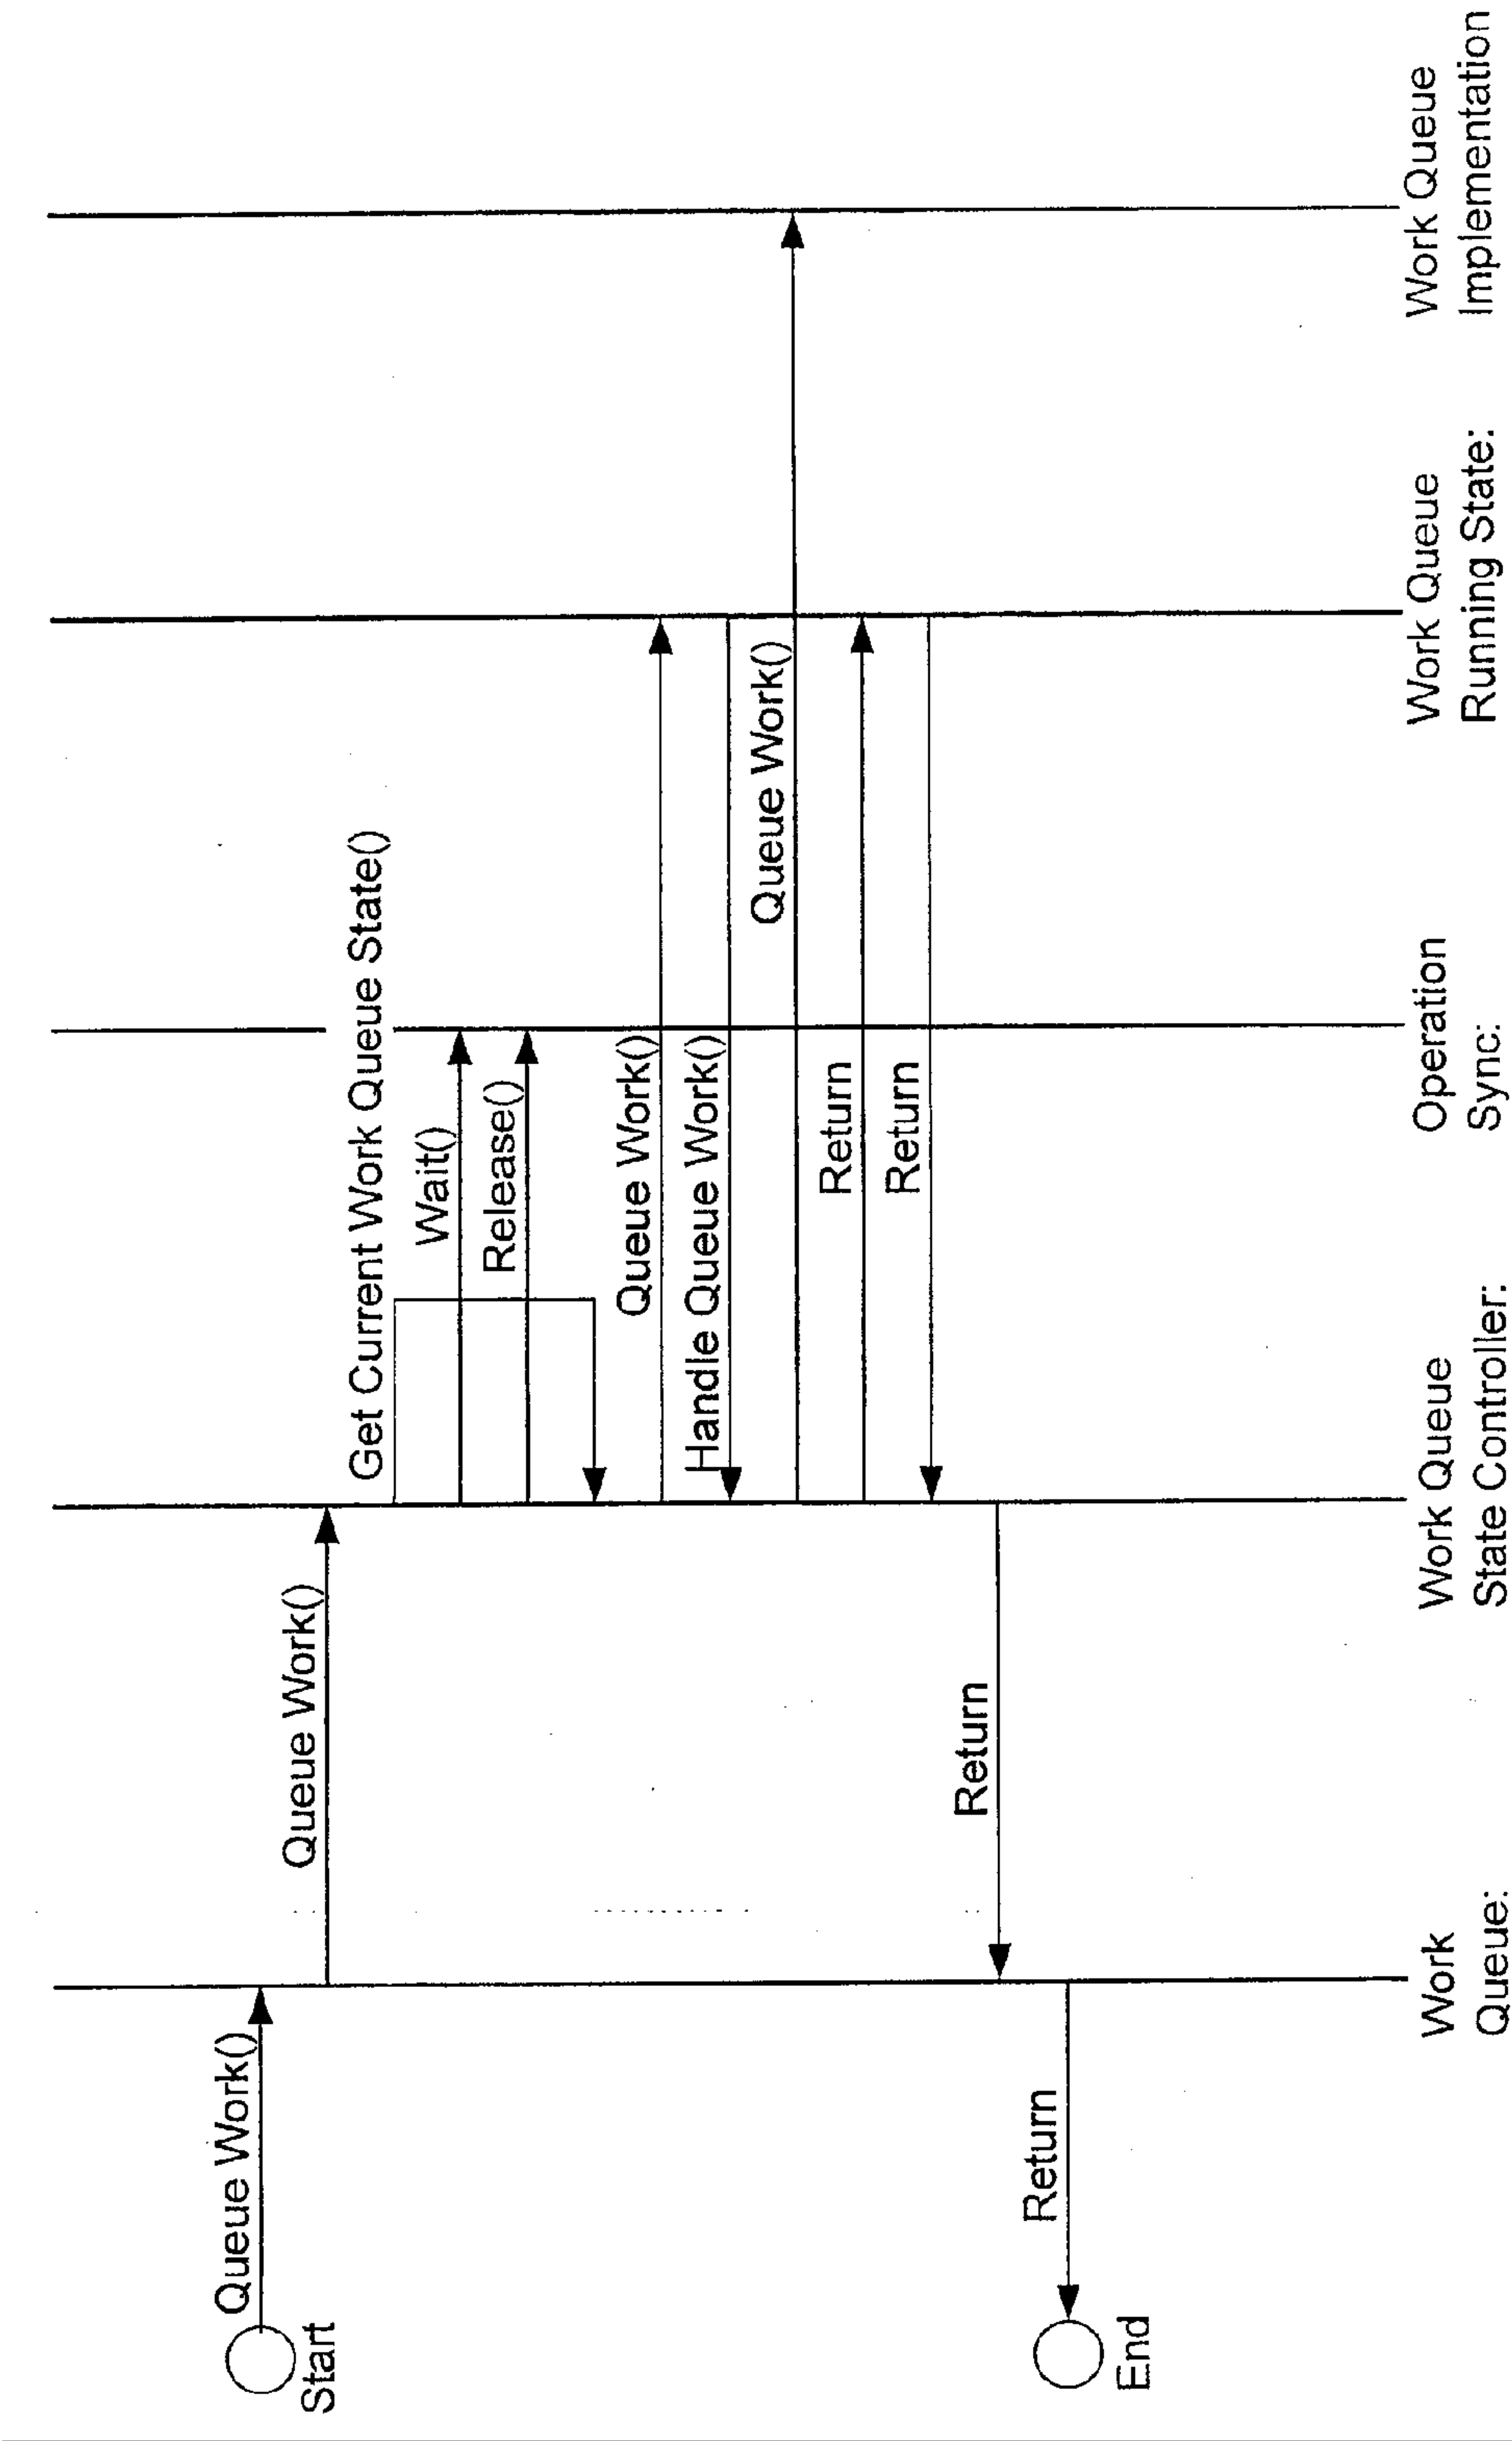 Queue Work()
Start
Queue Work()
Get Current Work Queue State()
Wait()
Release()
Queue Work()
Handle Queue Work()
Queue Work()
Return
Return
Return
Return
End
Work
Queue:
Work Queue
State Controller:
Operation
Sync:
Work Queue
Running State:
Work Queue
Implementation